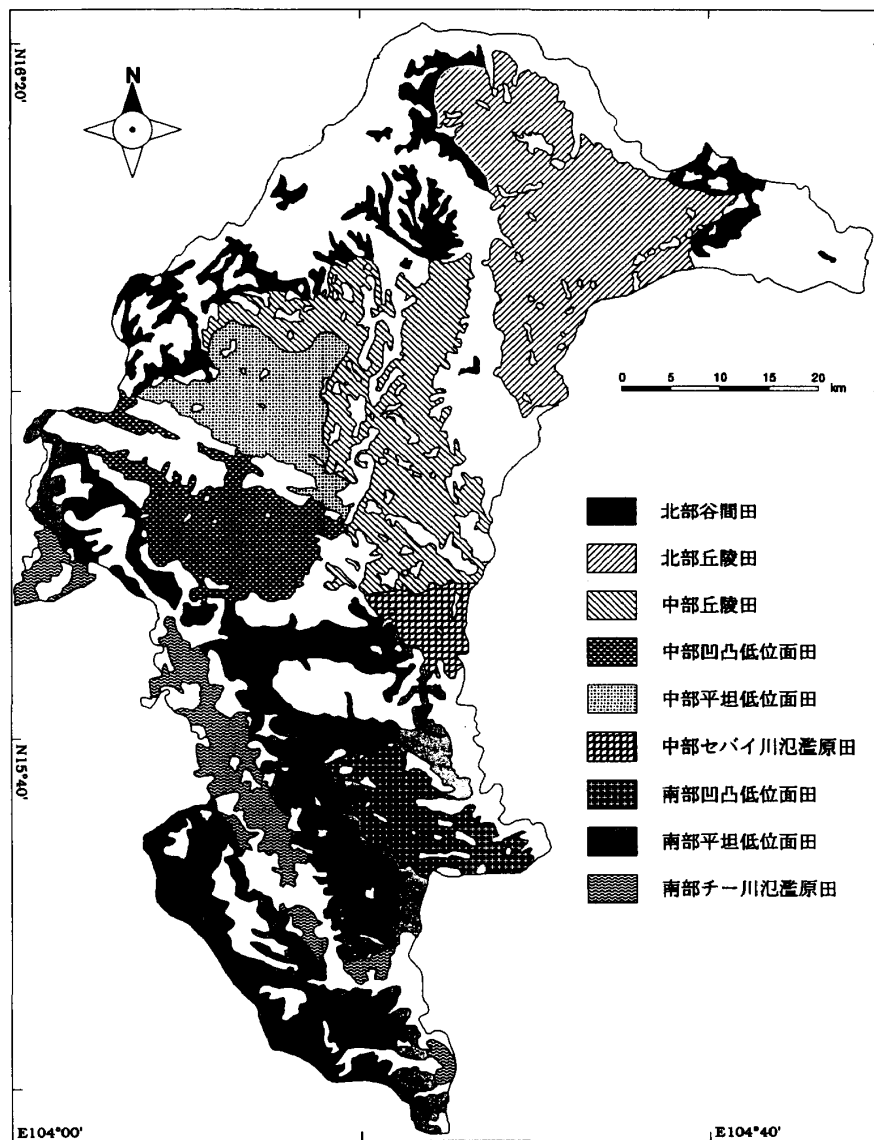 N16°20'
N
0 5 10 15 20
km
北部谷間田
北部丘陵田
中部丘陵田
中部凹凸低位面田
中部平坦低位面田
中部セバイ川氾濫原田
南部凹凸低位面田
南部平坦低位面田
南部チー川氾濫原田
N15°40'
E104°00'
E104°40'